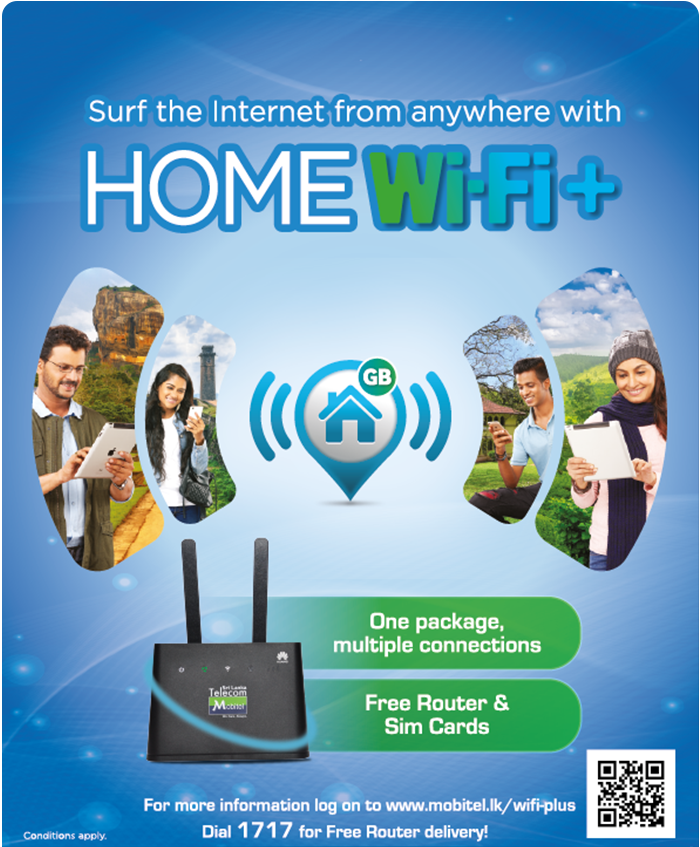 Surf the Internet from anywhere with
HOME Wi-Fi+
GB
Sri Lanka
Telecom
Mobitel
One package,
multiple connections
Free Router &
Sim Cards
For more information log on to www.mobitel.lk/wifi-plus
Dial 1717 for Free Router delivery!
Conditions apply.